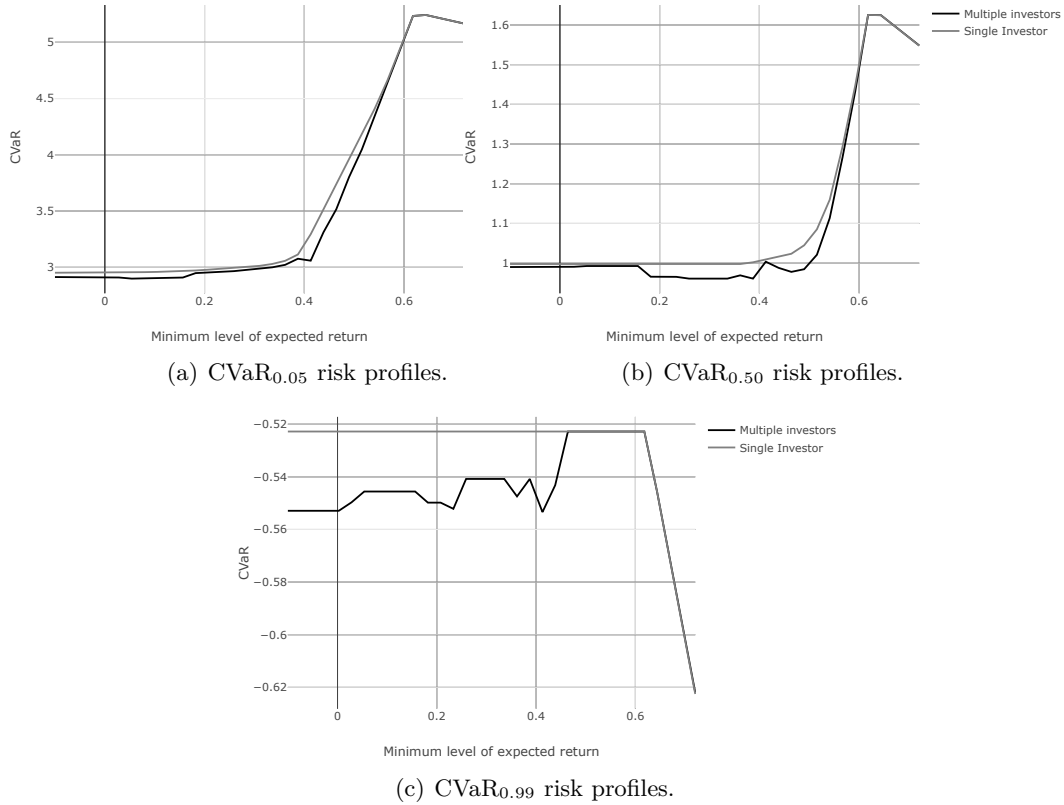 5
4.5
4
3.5
3
CVaR
0
0.2
0.4
0.6
Minimum level of expected return
(a) CVaR0.05 risk profiles.
1.6
1.5
1.4
1.3
1.2
1.1
1
CVaR
0
0.2
0.4
0.6
Minimum level of expected return
Multiple investors
Single Investor
(b) CVaR0.50 risk profiles.
−0.52
−0.54
−0.56
−0.58
−0.6
−0.62
CVaR
0
0.2
0.4
0.6
Minimum level of expected return
Multiple investors
Single Investor
(c) CVaR0.99 risk profiles.